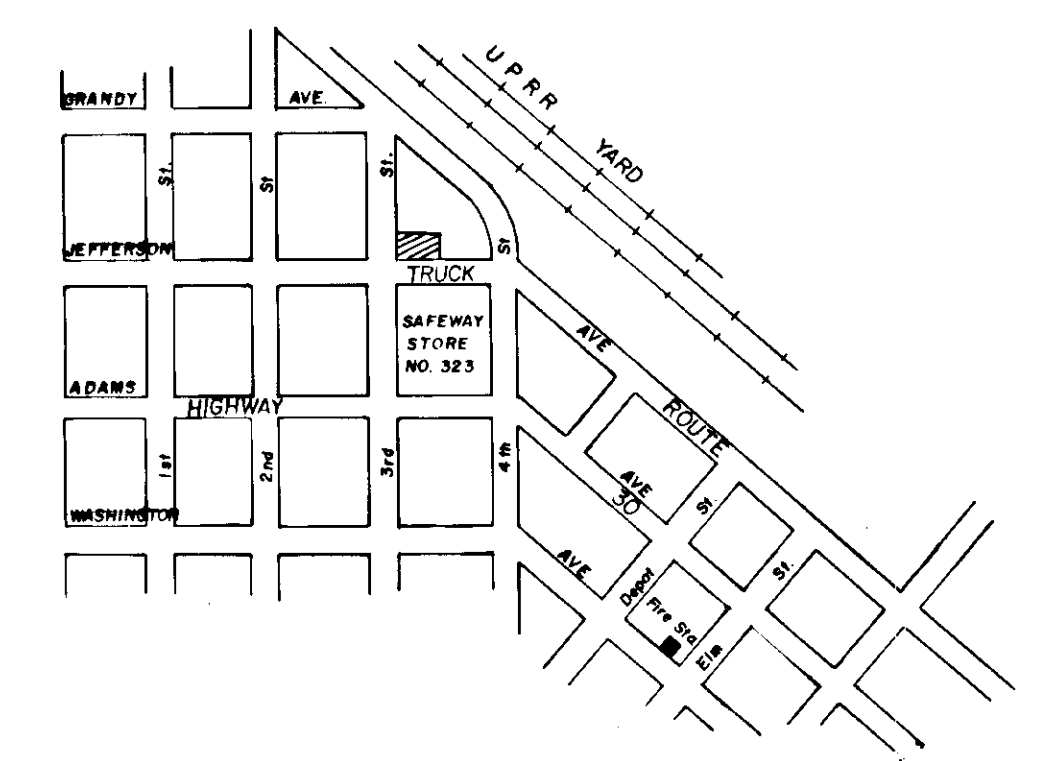 UPRR
YARD
GRANDY AVE.
St.
St
St.
JEFFERSON
St
TRUCK
AVE
SAFEWAY
STORE
NO. 323
ADAMS
HIGHWAY
ROUTE
1st
2nd
3rd
4th
AVE
30
St.
WASHINGTON
AVE
St.
Depot
Fire Sta
Elm